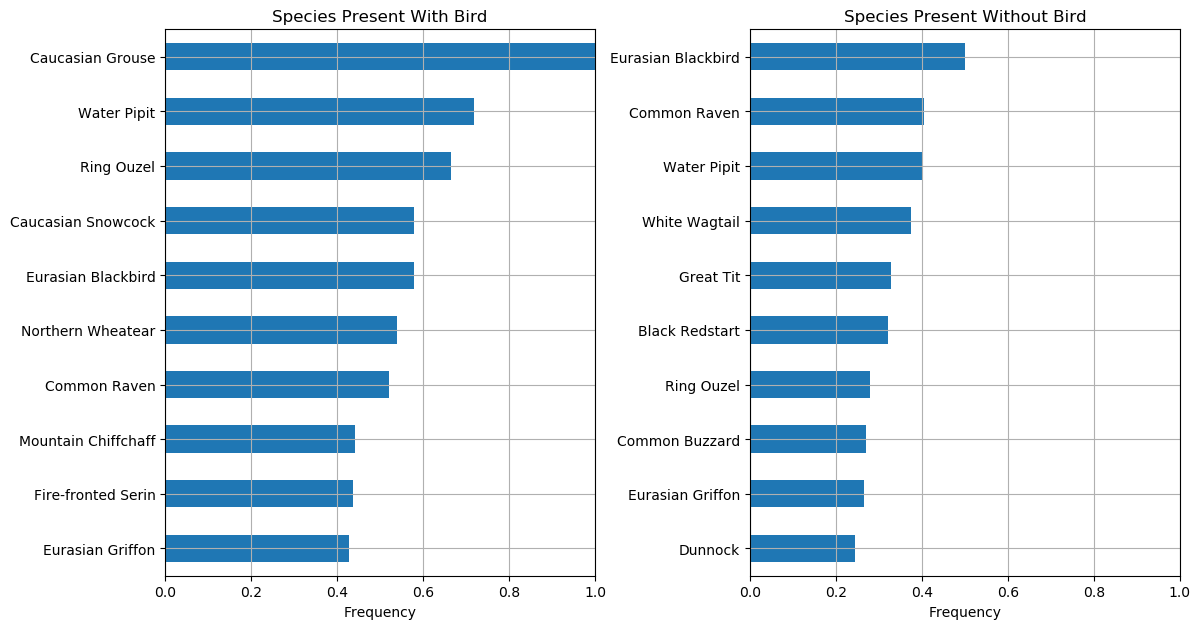 Species Present With Bird
Caucasian Grouse
Water Pipit
Ring Ouzel
Caucasian Snowcock
Eurasian Blackbird
Northern Wheatear
Common Raven
Mountain Chiffchaff
Fire-fronted Serin
Eurasian Griffon
0.0 0.2 0.4 0.6 0.8 1.0
Frequency
Species Present Without Bird
Eurasian Blackbird
Common Raven
Water Pipit
White Wagtail
Great Tit
Black Redstart
Ring Ouzel
Common Buzzard
Eurasian Griffon
Dunnock
0.0 0.2 0.4 0.6 0.8 1.0
Frequency